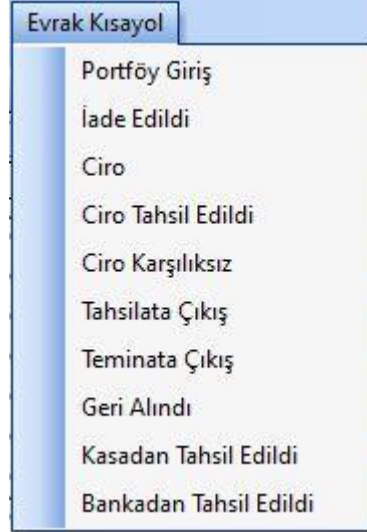 Evrak Kısayol
Portföy Giriş
İade Edildi
Ciro
Ciro Tahsil Edildi
Ciro Karşılıksız
Tahsilata Çıkış
Teminata Çıkış
Geri Alındı
Kasadan Tahsil Edildi
Bankadan Tahsil Edildi